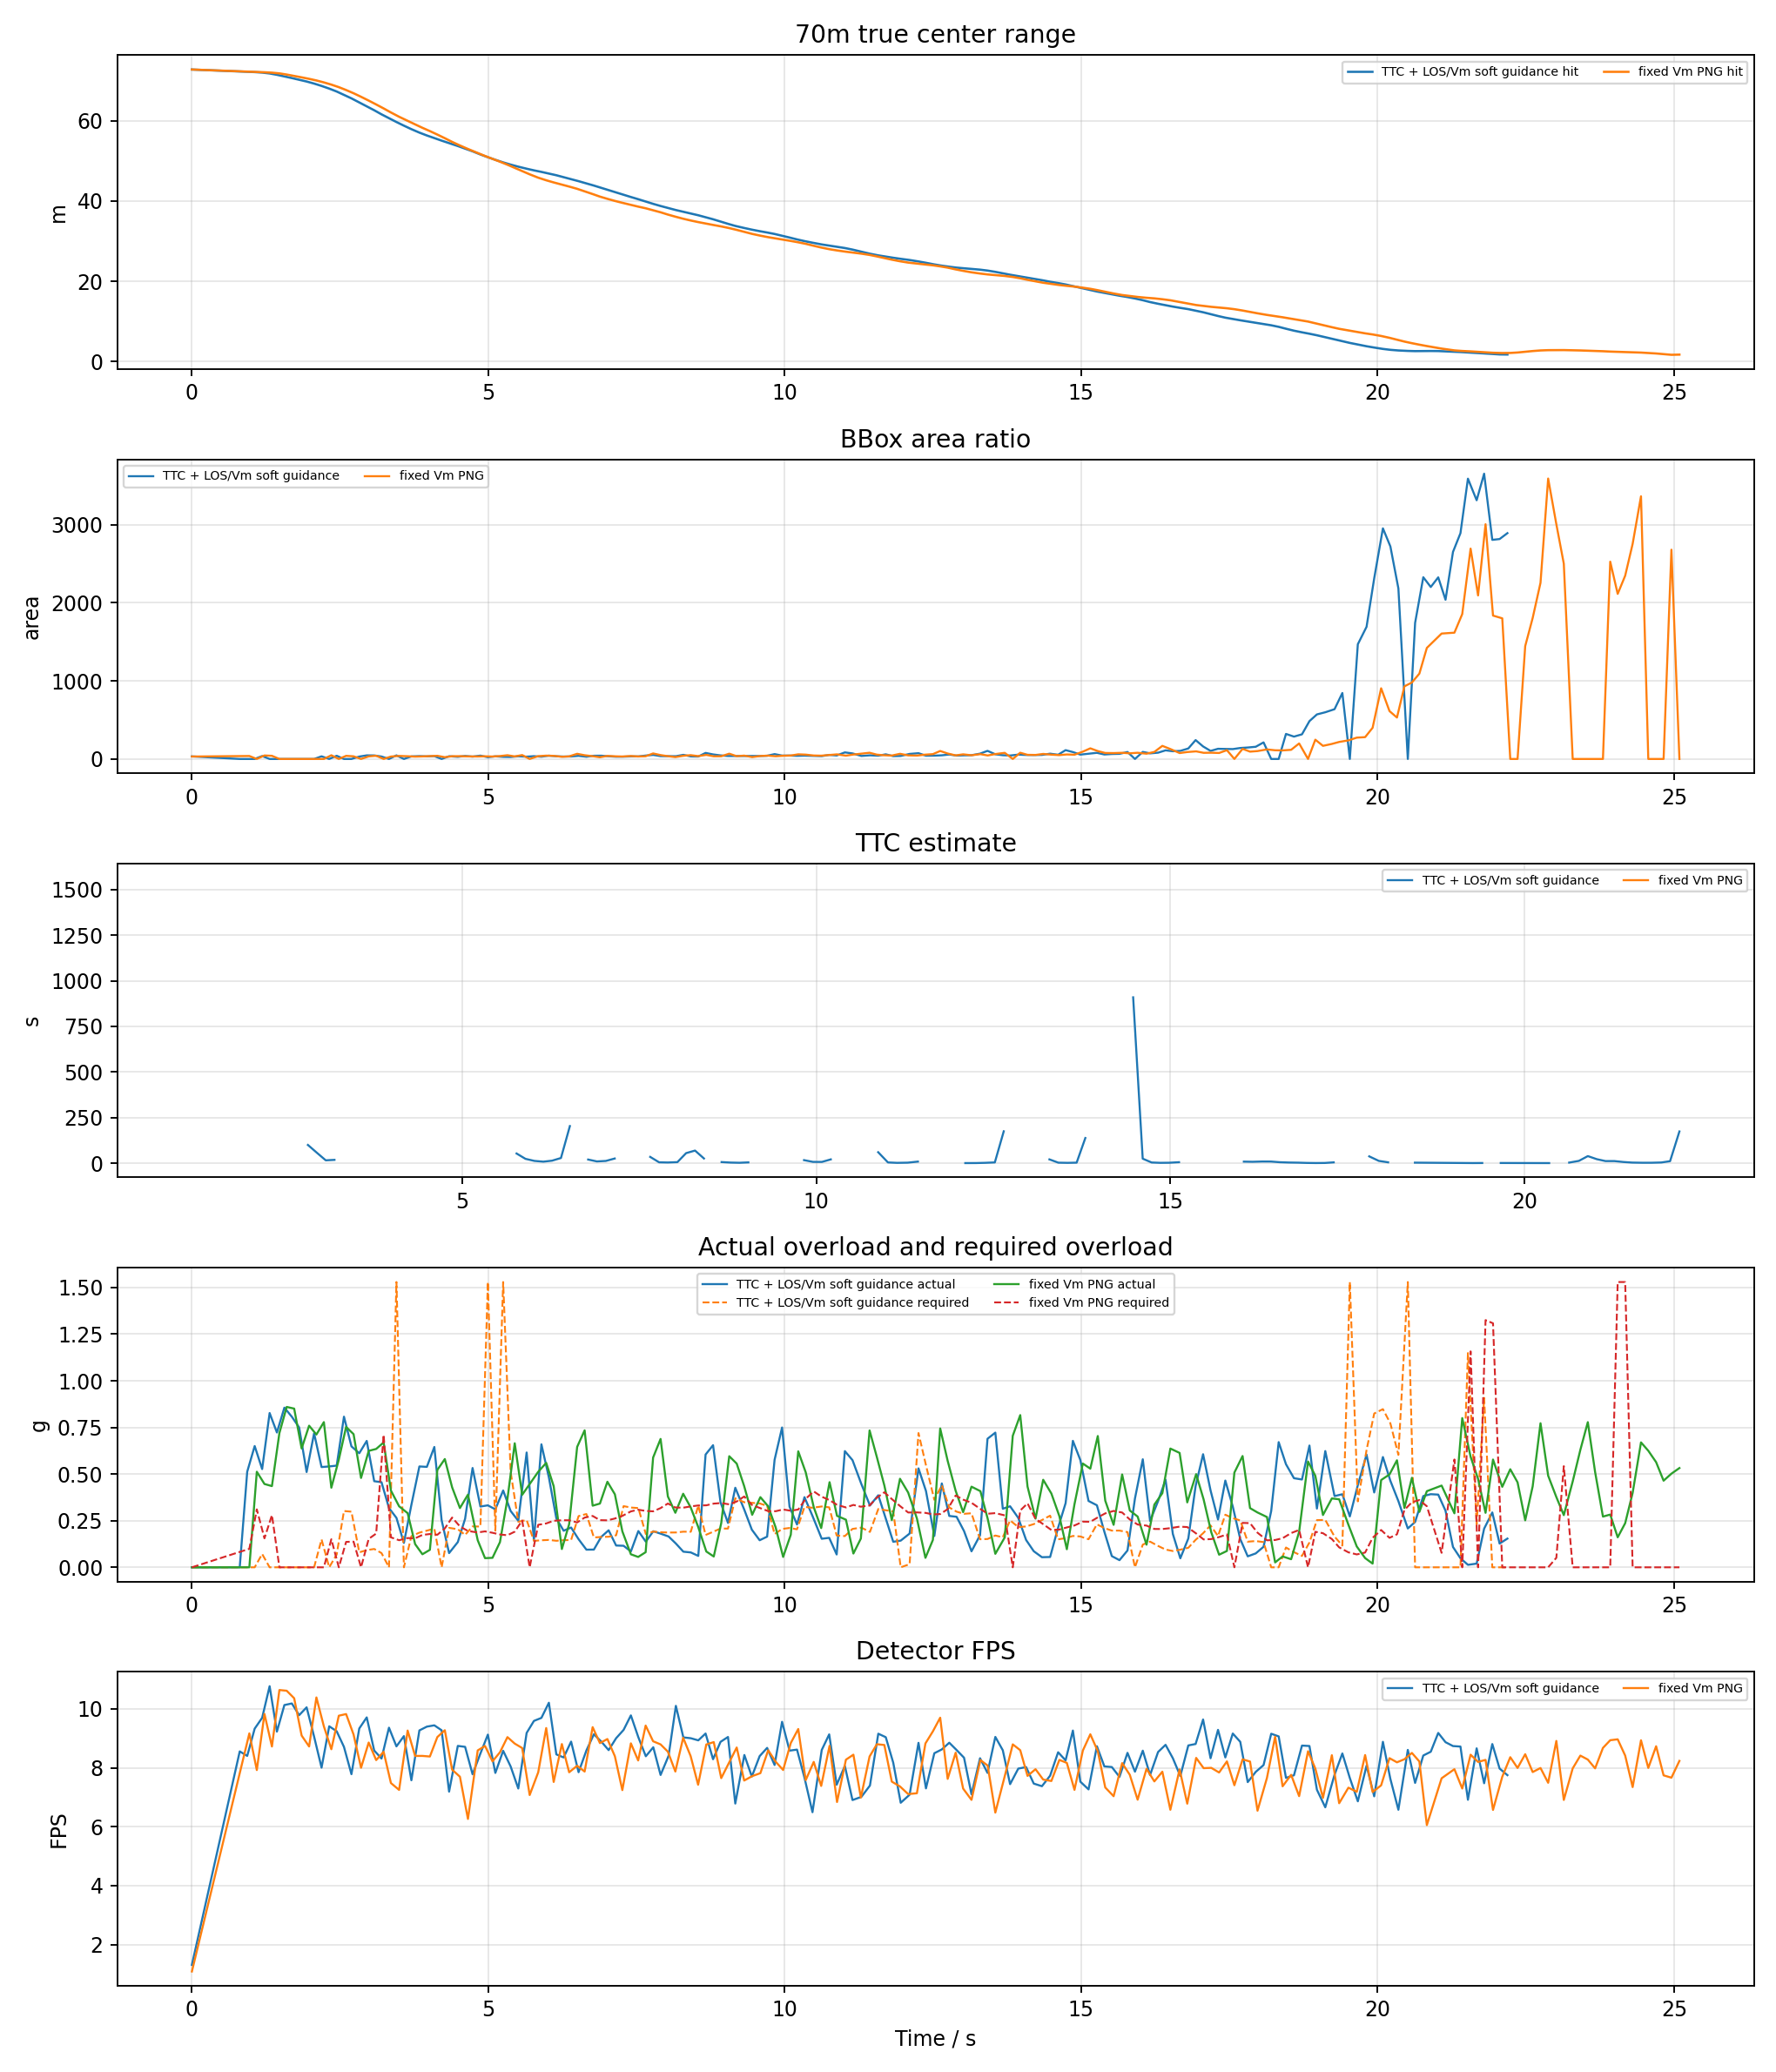 70m true center range
TTC + LOS/Vm soft guidance hit fixed Vm PNG hit
60
40
20
0
m
0 5 10 15 20 25
BBox area ratio
TTC + LOS/Vm soft guidance fixed Vm PNG
3000
2000
1000
0
area
0 5 10 15 20 25
TTC estimate
TTC + LOS/Vm soft guidance fixed Vm PNG
1500
1250
1000
750
500
250
0
s
5 10 15 20
Actual overload and required overload
TTC + LOS/Vm soft guidance actual fixed Vm PNG actual
TTC + LOS/Vm soft guidance required fixed Vm PNG required
1.50
1.25
1.00
0.75
0.50
0.25
0.00
g
0 5 10 15 20 25
Detector FPS
TTC + LOS/Vm soft guidance fixed Vm PNG
10
8
6
4
2
FPS
0 5 10 15 20 25
Time / s